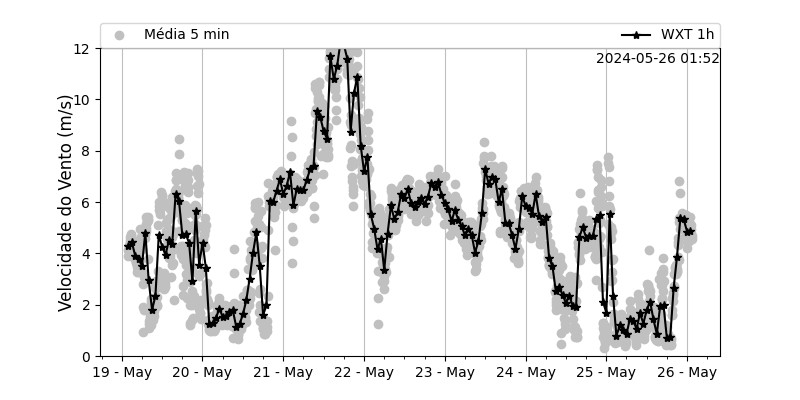 Média 5 min
WXT 1h
2024-05-26 01:52
Velocidade do Vento (m/s)
12
10
8
6
4
2
0
19 - May
20 - May
21 - May
22 - May
23 - May
24 - May
25 - May
26 - May